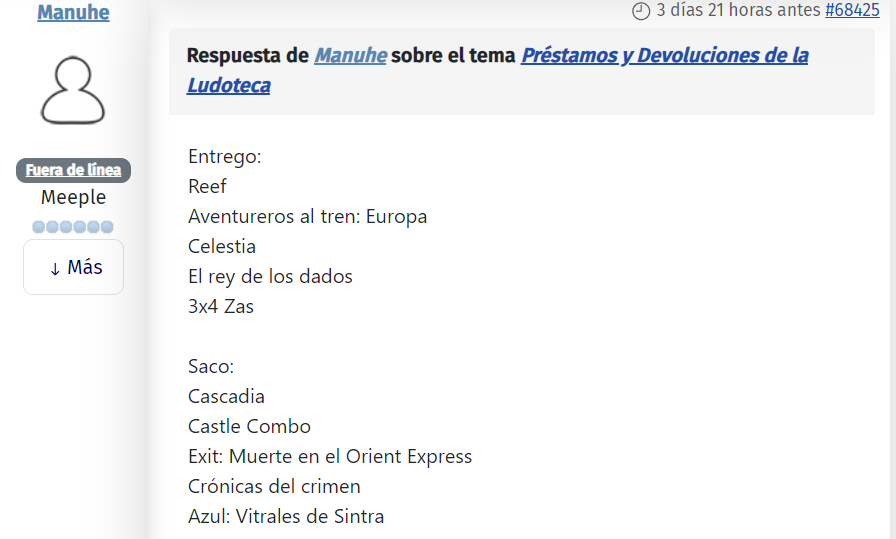 Manuhe
3 días 21 horas antes #68425
Respuesta de Manuhe sobre el tema Préstamos y Devoluciones de la
Ludoteca
Fuera de línea
Meeple
↓ Más
Entrego:
Reef
Aventureros al tren: Europa
Celestia
El rey de los dados
3x4 Zas
Saco:
Cascadia
Castle Combo
Exit: Muerte en el Orient Express
Crónicas del crimen
Azul: Vitrales de Sintra